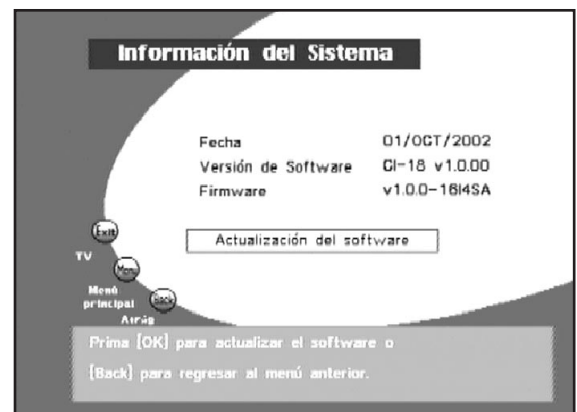 Información del Sistema
Fecha 01/OCT/2002
Versión de Software CI-18 v1.0.00
Firmware v1.0.0-16I4SA
Actualización del software
Exit
TV
Menu
Menú
principal
Back
Atrás
Prima [OK] para actualizar el software o
[Back] para regresar al menú anterior.